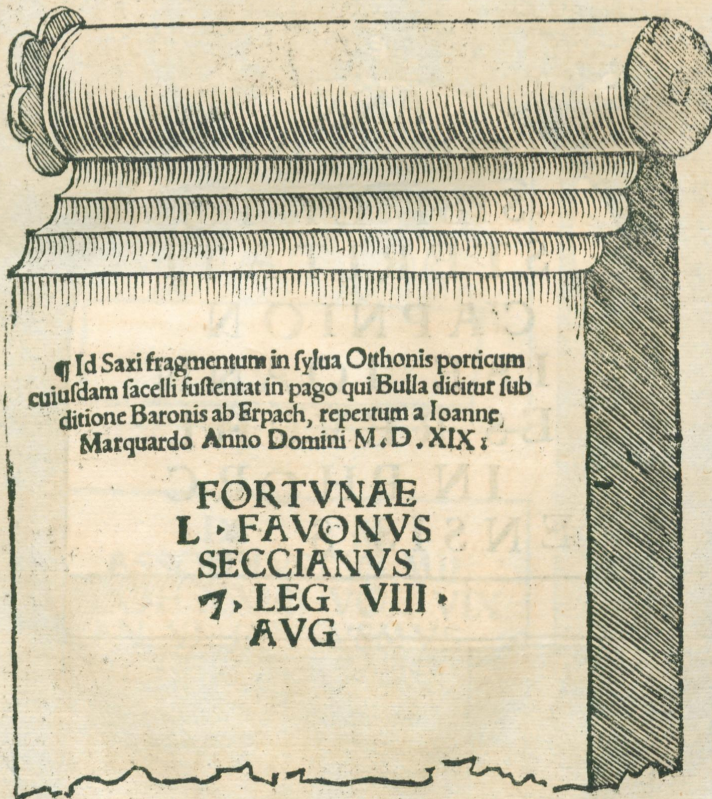 ¶ Id Saxi fragmentum in ſylua Otthonis porticum
cuiuſdam ſacelli fuſtentat in pago qui Bulla dicitur ſub
ditione Baronis ab Erpach, repertum a Ioanne,
Marquardo Anno Domini M.D.XIX:
FORTVNAE
L · FAVONVS
SECCIANVS
7 · LEG VIII ·
AVG